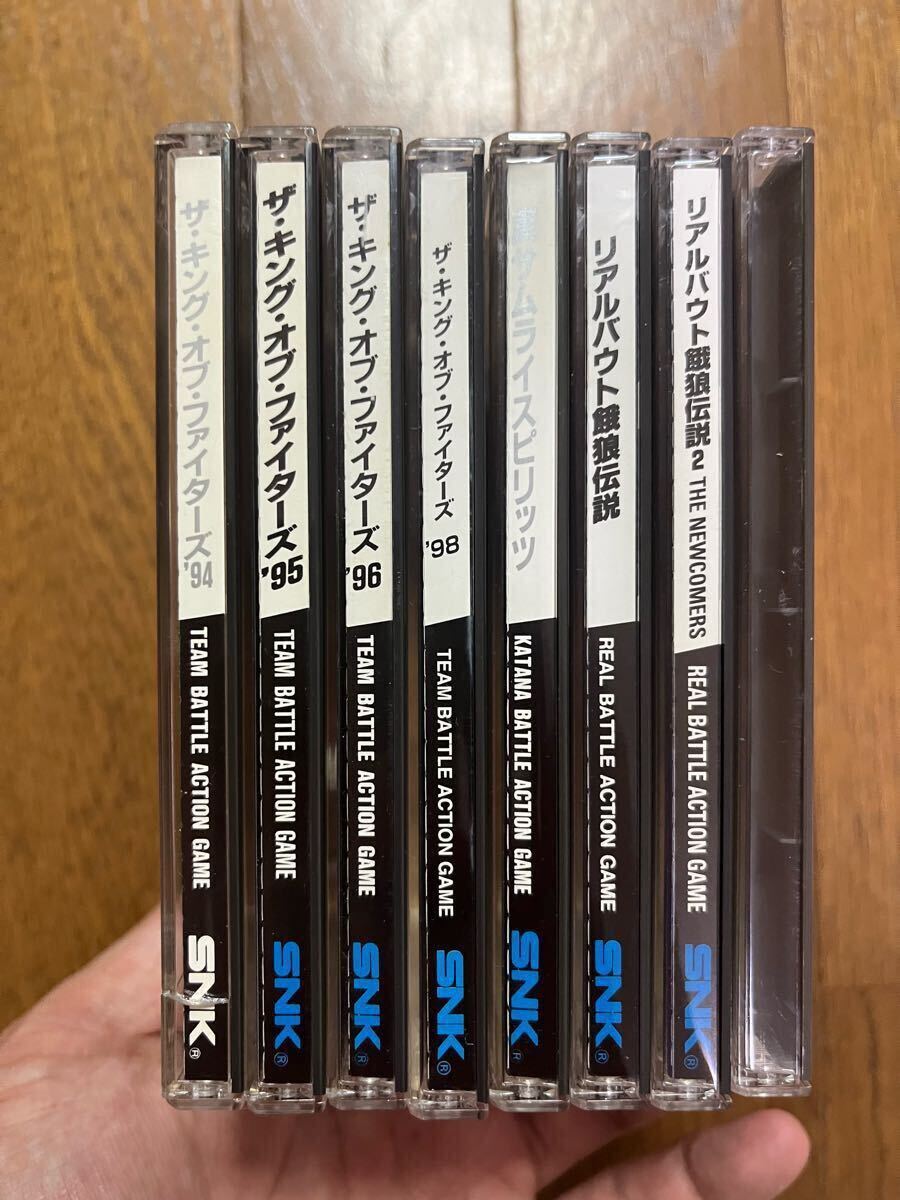 ザ・キング・オブ・ファイターズ '94 TEAM BATTLE ACTION GAME SNK®
ザ・キング・オブ・ファイターズ '95 TEAM BATTLE ACTION GAME SNK®
ザ・キング・オブ・ファイターズ '96 TEAM BATTLE ACTION GAME SNK®
ザ・キング・オブ・ファイターズ '98 TEAM BATTLE ACTION GAME SNK®
サムライスピリッツ KATANA BATTLE ACTION GAME SNK®
リアルバウト餓狼伝説 REAL BATTLE ACTION GAME SNK®
リアルバウト餓狼伝説2 THE NEWCOMERS REAL BATTLE ACTION GAME SNK®